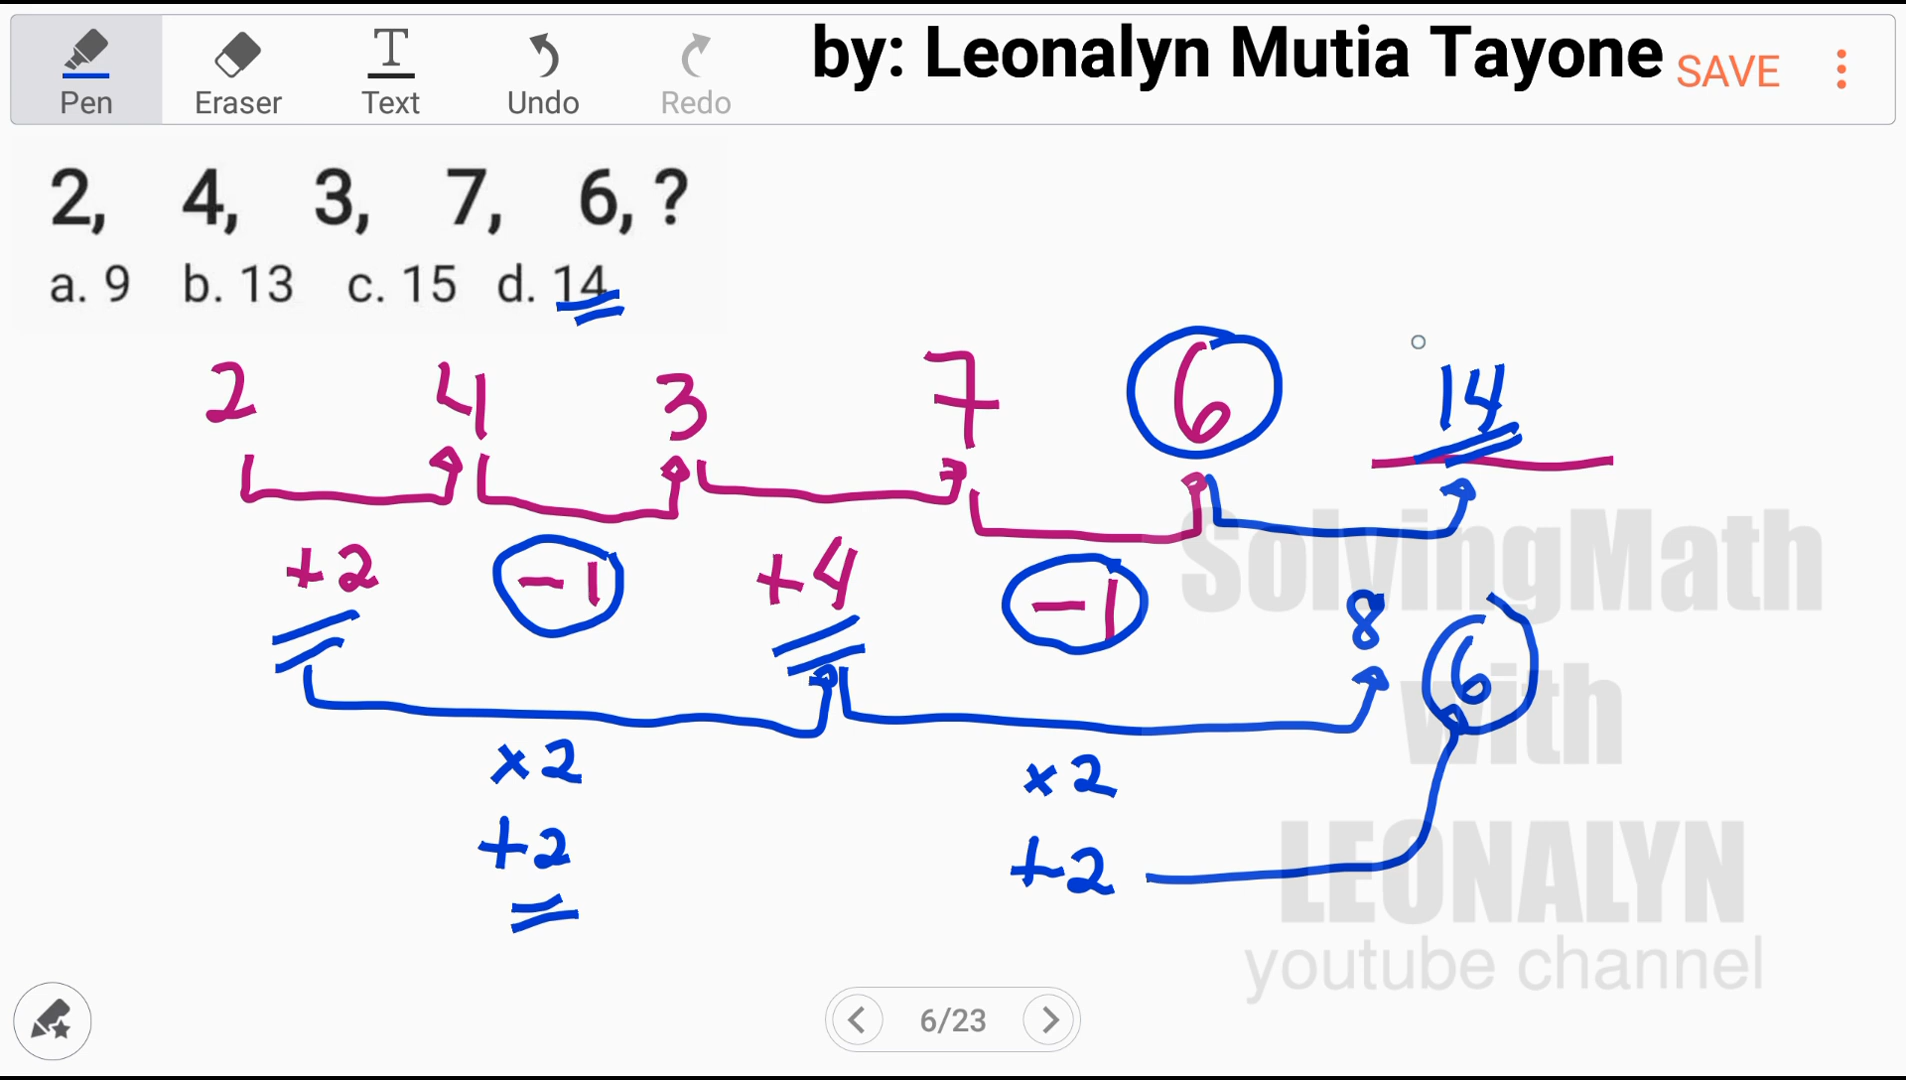 by: Leonalyn Mutia Tayone
Pen Eraser Text Undo Redo SAVE
2, 4, 3, 7, 6, ?
a. 9 b. 13 c. 15 d. 14
2 4 3 7 6 14
+2 -1 +4 -1 8 6
×2 ×2
+2 +2
SolvingMath
with
LEONALYN
youtube channel
6/23